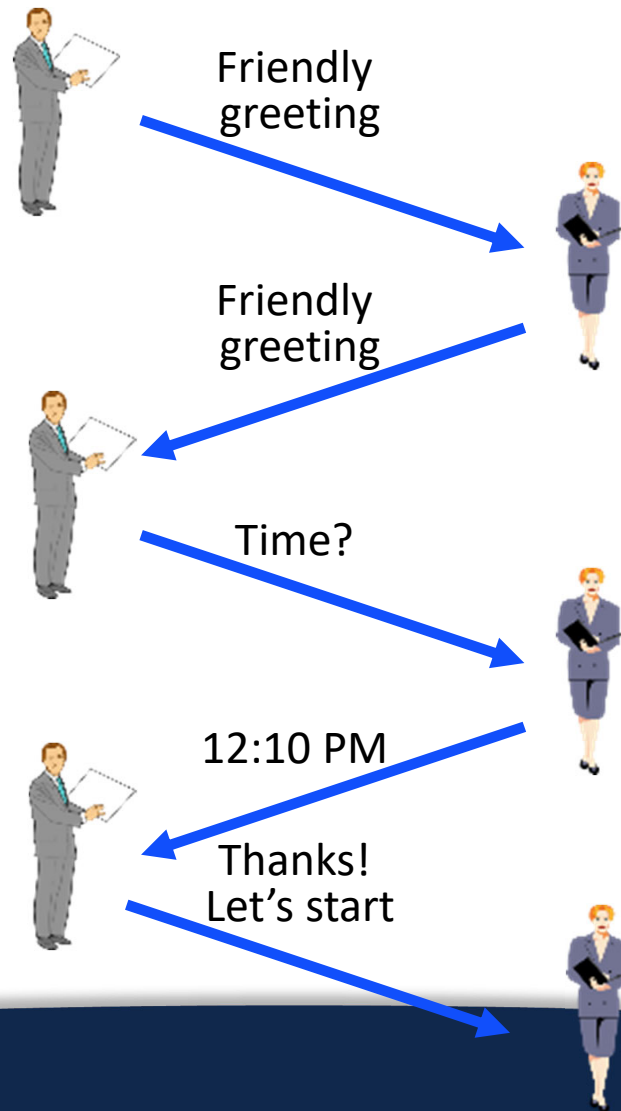 Friendly
greeting
Friendly
greeting
Time?
12:10 PM
Thanks!
Let’s start